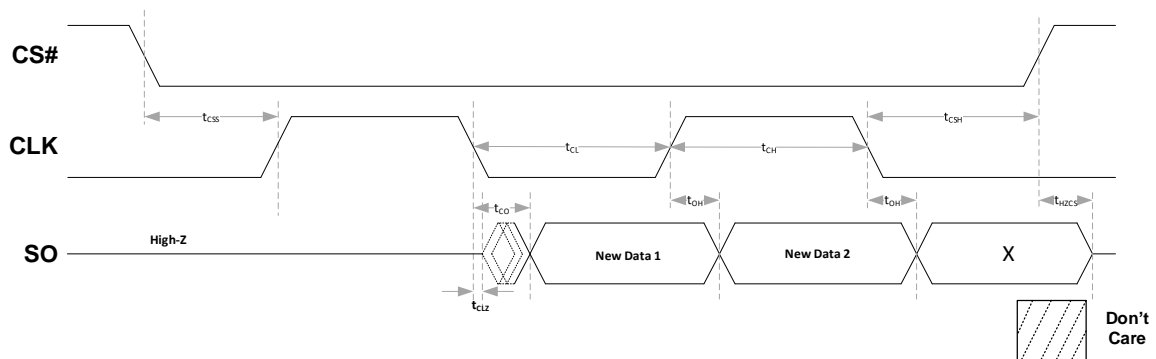 CS#
tCSS
tCSH
CLK
tCL
tCH
tCO
tOH
tOH
tHZCS
High-Z
SO
New Data 1
New Data 2
X
tCLZ
Don't
Care